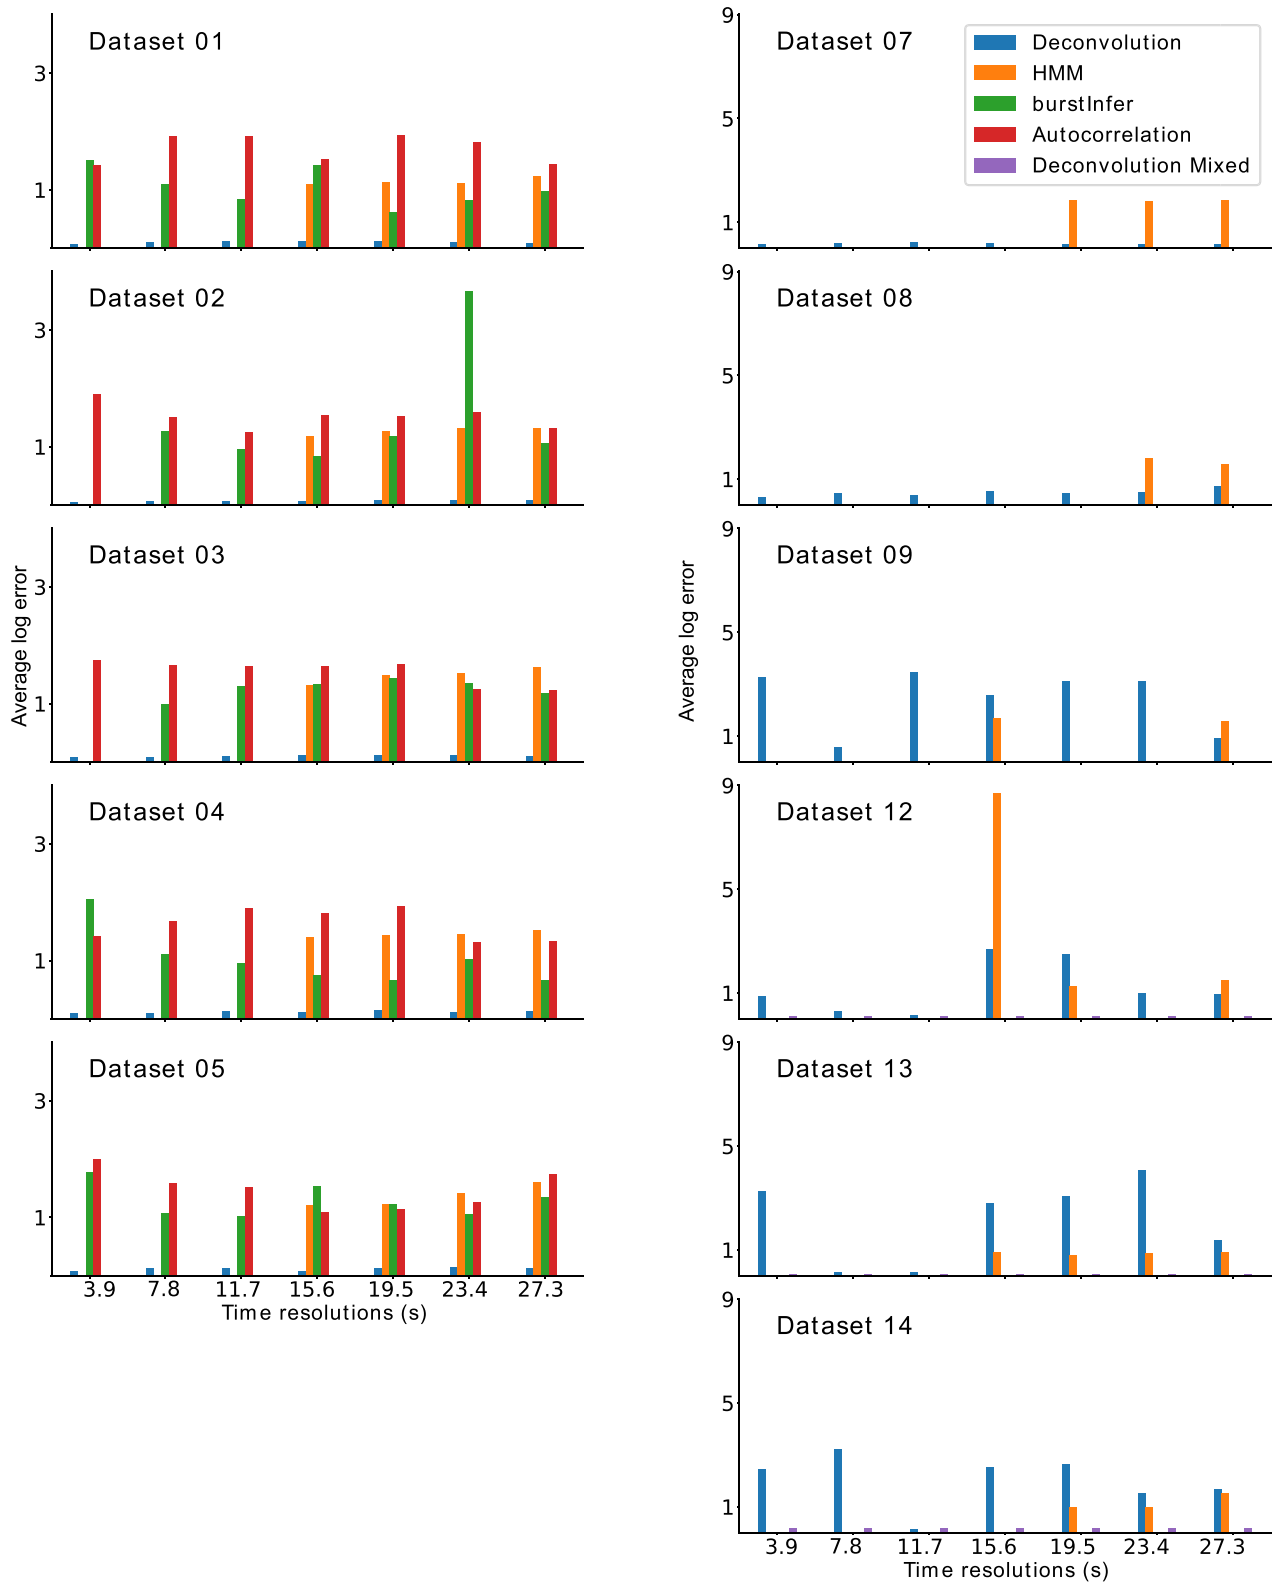 Dataset 01
3
1
Dataset 02
3
1
Dataset 03
3
1
Dataset 04
3
1
Dataset 05
3
1
Average log error
3.9 7.8 11.7 15.6 19.5 23.4 27.3
Time resolutions (s)
Dataset 07
9
5
1
Deconvolution
HMM
burstInfer
Autocorrelation
Deconvolution Mixed
Dataset 08
9
5
1
Dataset 09
9
5
1
Average log error
Dataset 12
9
5
1
Dataset 13
9
5
1
Dataset 14
9
5
1
3.9 7.8 11.7 15.6 19.5 23.4 27.3
Time resolutions (s)